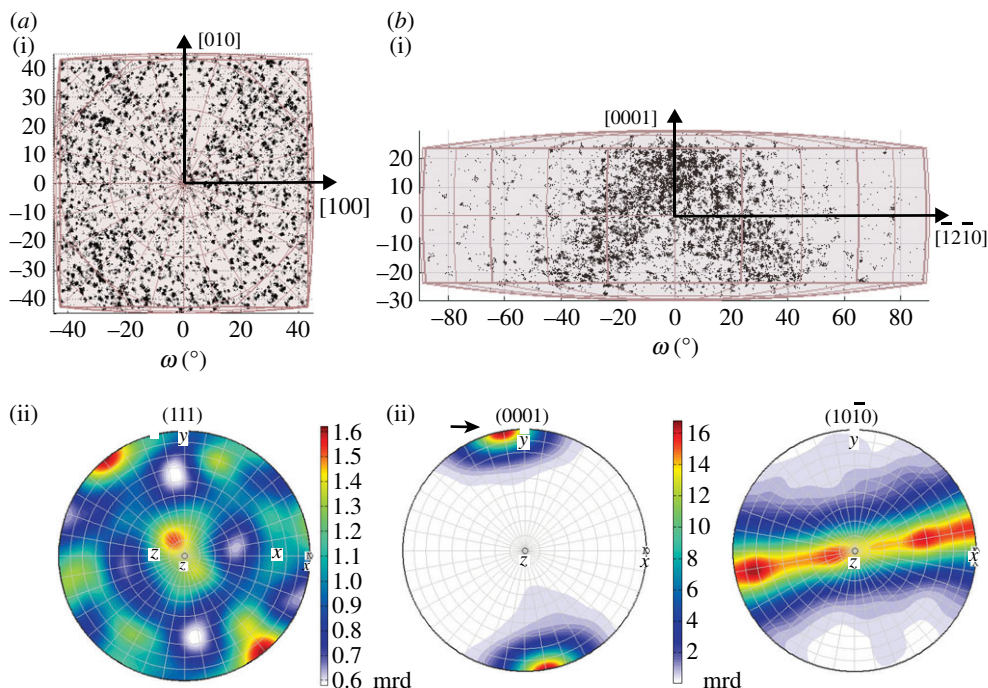 (a)
(i)
[010]
40
30
20
10
0
–10
–20
–30
–40
[100]
–40 –20 0 20 40
ω (°)
(b)
(i)
[0001]
20
10
0
–10
–20
–30
[1̅21̅0]
–80 –60 –40 –20 0 20 40 60 80
ω (°)
(ii)
(111)
y
z
z
x
x
1.6
1.5
1.4
1.3
1.2
1.1
1.0
0.9
0.8
0.7
0.6 mrd
(ii)
(0001)
y
z
x
16
14
12
10
8
6
4
2 mrd
(101̅0)
y
z
x